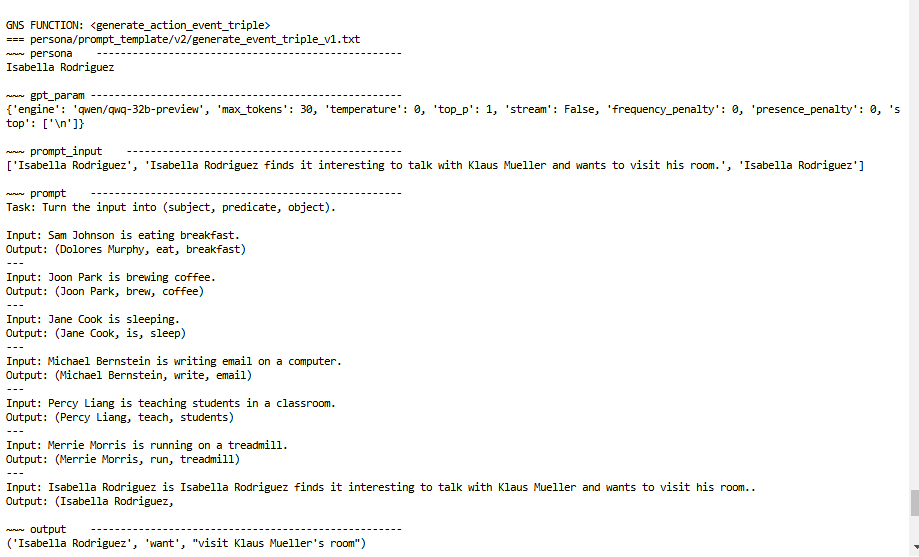 GNS FUNCTION: <generate_action_event_triple>
=== persona/prompt_template/v2/generate_event_triple_v1.txt
~~~ persona    ---------------------------------------------------
Isabella Rodriguez

~~~ gpt_param ----------------------------------------------------
{'engine': 'qwen/qwq-32b-preview', 'max_tokens': 30, 'temperature': 0, 'top_p': 1, 'stream': False, 'frequency_penalty': 0, 'presence_penalty': 0, 's
top': ['\n']}

~~~ prompt_input    ----------------------------------------------
['Isabella Rodriguez', 'Isabella Rodriguez finds it interesting to talk with Klaus Mueller and wants to visit his room.', 'Isabella Rodriguez']

~~~ prompt    ----------------------------------------------------
Task: Turn the input into (subject, predicate, object).

Input: Sam Johnson is eating breakfast.
Output: (Dolores Murphy, eat, breakfast)
---
Input: Joon Park is brewing coffee.
Output: (Joon Park, brew, coffee)
---
Input: Jane Cook is sleeping.
Output: (Jane Cook, is, sleep)
---
Input: Michael Bernstein is writing email on a computer.
Output: (Michael Bernstein, write, email)
---
Input: Percy Liang is teaching students in a classroom.
Output: (Percy Liang, teach, students)
---
Input: Merrie Morris is running on a treadmill.
Output: (Merrie Morris, run, treadmill)
---
Input: Isabella Rodriguez is Isabella Rodriguez finds it interesting to talk with Klaus Mueller and wants to visit his room..
Output: (Isabella Rodriguez,

~~~ output    ----------------------------------------------------
('Isabella Rodriguez', 'want', "visit Klaus Mueller's room")